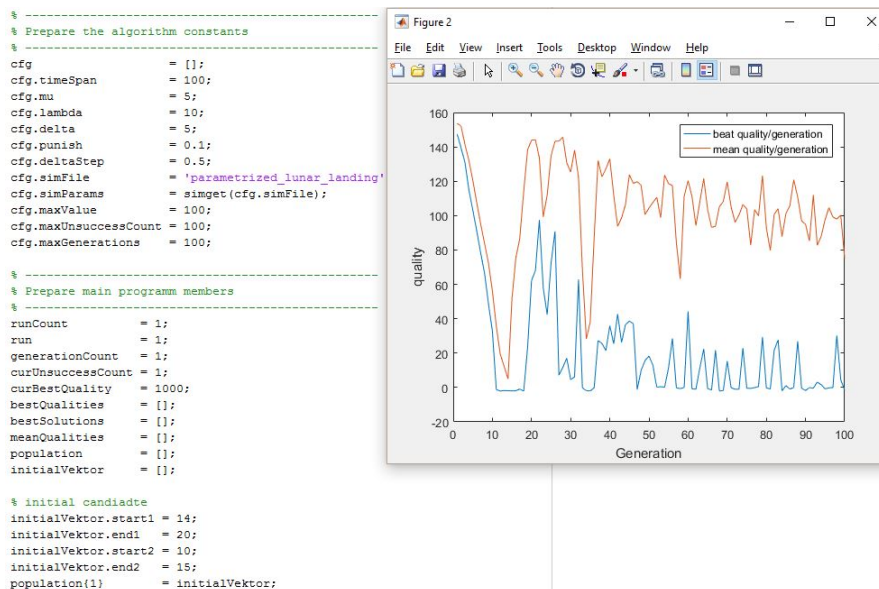 % ------------------------------------------------
% Prepare the algorithm constants
% ------------------------------------------------
cfg = [];
cfg.timeSpan = 100;
cfg.mu = 5;
cfg.lambda = 10;
cfg.delta = 5;
cfg.punish = 0.1;
cfg.deltaStep = 0.5;
cfg.simFile = 'parametrized_lunar_landing'
cfg.simParams = simget(cfg.simFile);
cfg.maxValue = 100;
cfg.maxUnsuccessCount = 100;
cfg.maxGenerations = 100;
% ------------------------------------------------
% Prepare main programm members
% ------------------------------------------------
runCount = 1;
run = 1;
generationCount = 1;
curUnsuccessCount = 1;
curBestQuality = 1000;
bestQualities = [];
bestSolutions = [];
meanQualities = [];
population = [];
initialVektor = [];
% initial candiadte
initialVektor.start1 = 14;
initialVektor.end1 = 20;
initialVektor.start2 = 10;
initialVektor.end2 = 15;
population{1} = initialVektor;
Figure 2
File Edit View Insert Tools Desktop Window Help
beat quality/generation
mean quality/generation
160
140
120
100
80
60
40
20
0
-20
quality
0 10 20 30 40 50 60 70 80 90 100
Generation